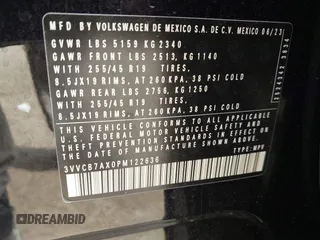 MFD. BY VOLKSWAGEN DE MEXICO S.A. DE C.V. MEXICO 06/23
GVWR LBS 5159 KG 2340
GAWR FRONT LBS 2513, KG 1140
WITH 255/45 R19 TIRES,
8.5JX19 RIMS, AT 260 KPA, 38 PSI COLD
GAWR REAR LBS 2756, KG 1250
WITH 255/45 R19 TIRES,
8.5JX19 RIMS, AT 260 KPA, 38 PSI COLD
THIS VEHICLE CONFORMS TO ALL APPLICABLE
U.S. FEDERAL MOTOR VEHICLE SAFETY
AND THEFT PREVENTION STANDARDS IN EFFECT
ON THE DATE OF MANUFACTURE SHOWN ABOVE.
3VVCB7AX0PM122636 TYPE: MPV
DREAMBID